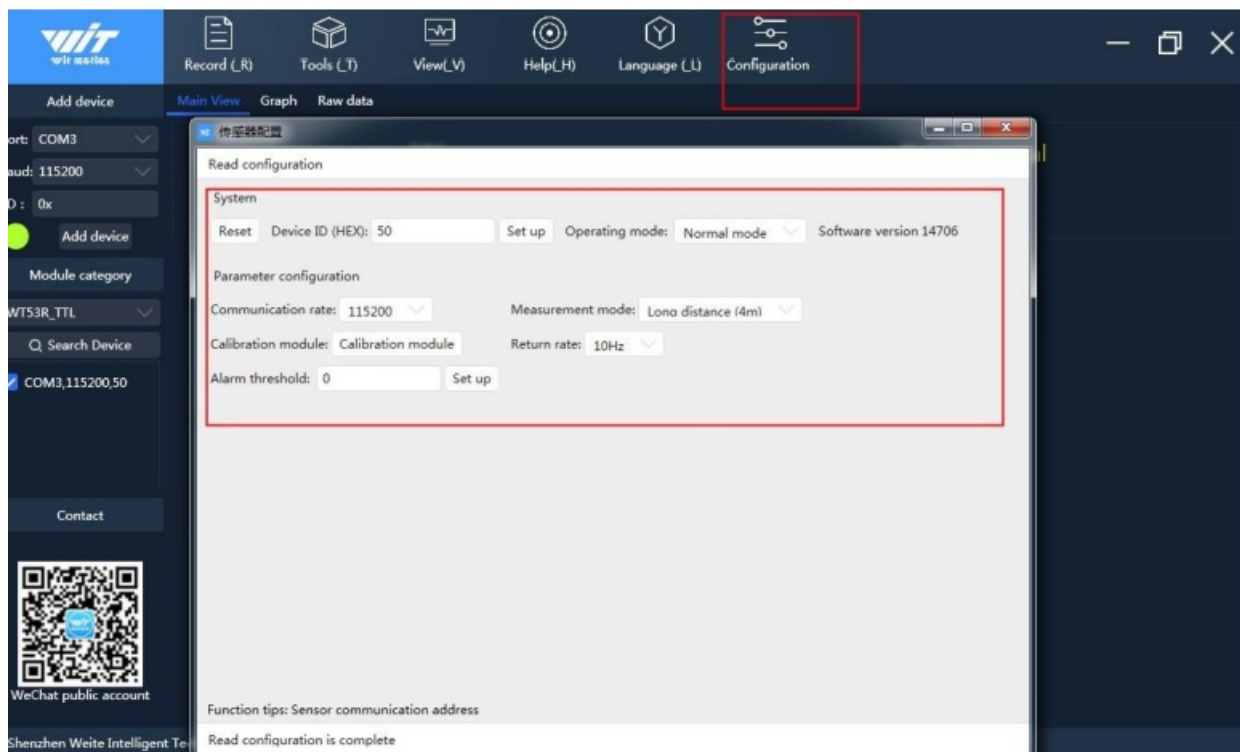 WiT
wit motion
Record (_R)
Tools (_T)
View(_V)
Help(_H)
Language (_L)
Configuration
Add device
Main View Graph Raw data
ort: COM3
aud: 115200
D : 0x
Add device
Module category
WT53R_TTL
Search Device
COM3,115200,50
Contact
WeChat public account
Shenzhen Weite Intelligent Te
传感器配置
Read configuration
System
Reset Device ID (HEX): 50 Set up Operating mode: Normal mode Software version 14706
Parameter configuration
Communication rate: 115200 Measurement mode: Long distance (4m)
Calibration module: Calibration module Return rate: 10Hz
Alarm threshold: 0 Set up
Function tips: Sensor communication address
Read configuration is complete